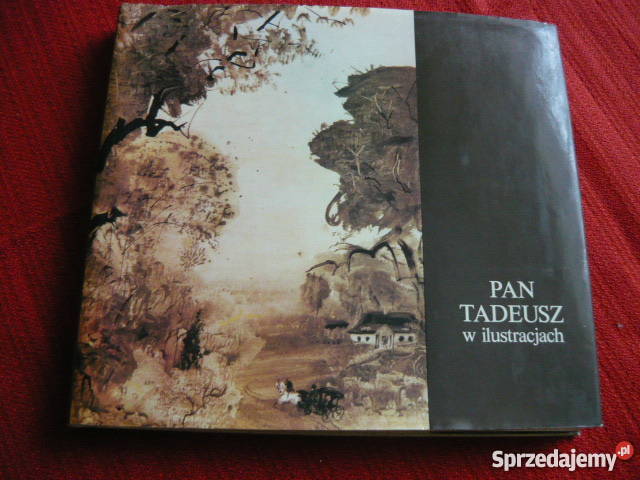 PAN
TADEUSZ
w ilustracjach
Sprzedajemy.pl